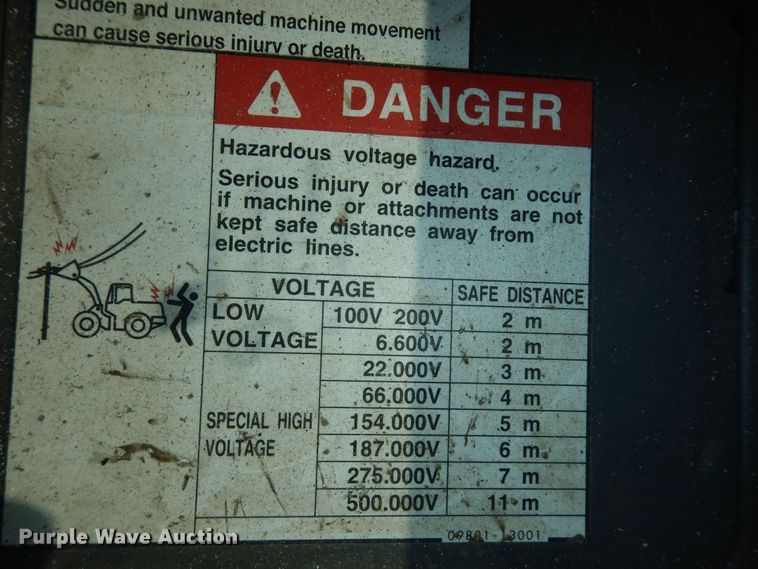 Sudden and unwanted machine movement
can cause serious injury or death.
DANGER
Hazardous voltage hazard.
Serious injury or death can occur
if machine or attachments are not
kept safe distance away from
electric lines.
VOLTAGE SAFE DISTANCE
LOW VOLTAGE 100V 200V 2 m
6.600V 2 m
SPECIAL HIGH VOLTAGE 22.000V 3 m
66.000V 4 m
154.000V 5 m
187.000V 6 m
275.000V 7 m
500.000V 11 m
09801-13001
Purple Wave Auction